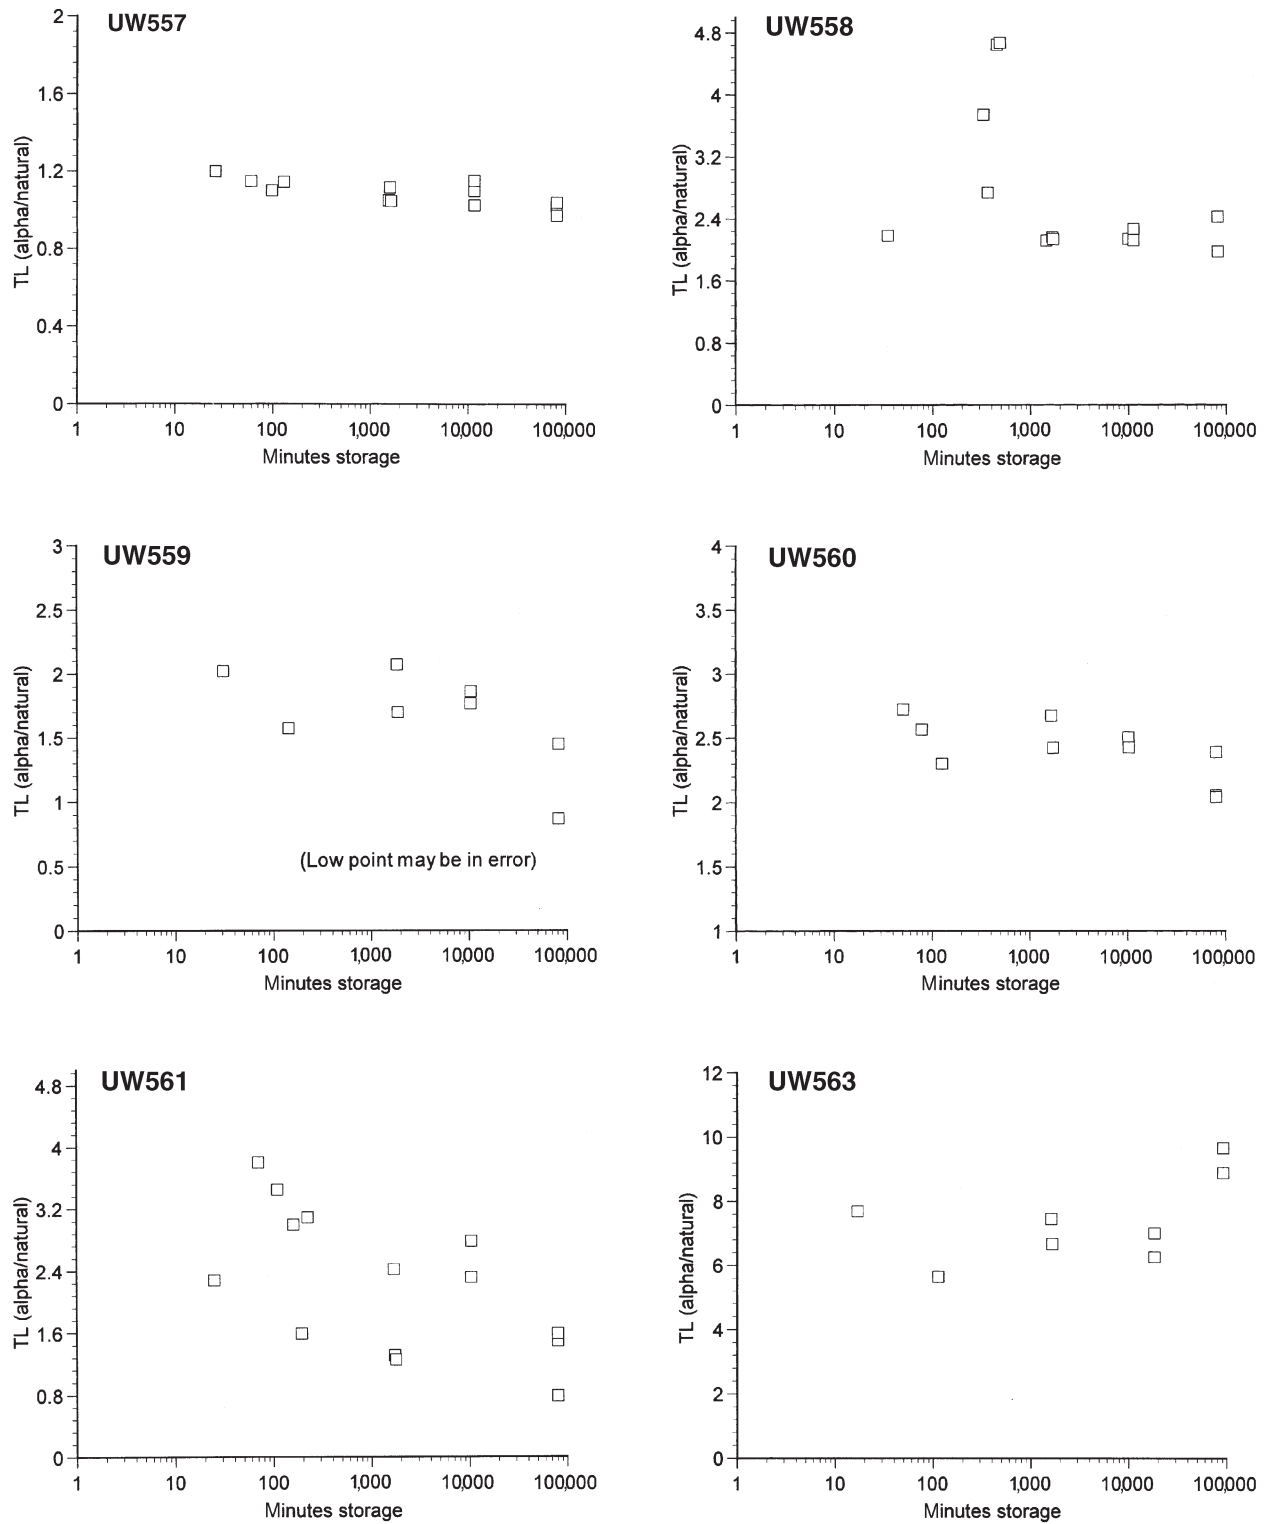 UW557
2
1.6
1.2
0.8
0.4
0
TL (alpha/natural)
1 10 100 1,000 10,000 100,000
Minutes storage
UW558
4.8
4
3.2
2.4
1.6
0.8
0
TL (alpha/natural)
1 10 100 1,000 10,000 100,000
Minutes storage
UW559
3
2.5
2
1.5
1
0.5
0
TL (alpha/natural)
(Low point may be in error)
1 10 100 1,000 10,000 100,000
Minutes storage
UW560
4
3.5
3
2.5
2
1.5
1
TL (alpha/natural)
1 10 100 1,000 10,000 100,000
Minutes storage
UW561
4.8
4
3.2
2.4
1.6
0.8
0
TL (alpha/natural)
1 10 100 1,000 10,000 100,000
Minutes storage
UW563
12
10
8
6
4
2
0
TL (alpha/natural)
1 10 100 1,000 10,000 100,000
Minutes storage